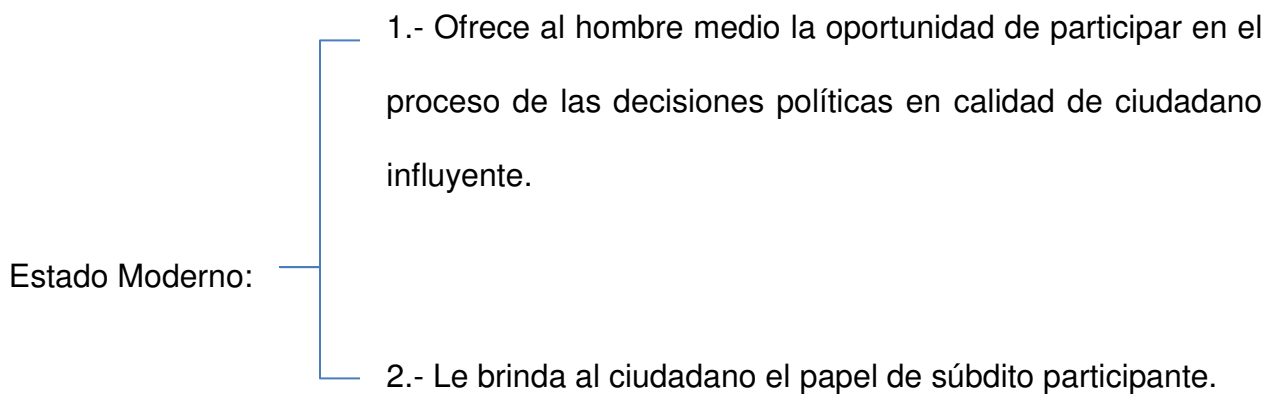 1.- Ofrece al hombre medio la oportunidad de participar en el
proceso de las decisiones políticas en calidad de ciudadano
influyente.
Estado Moderno:
2.- Le brinda al ciudadano el papel de súbdito participante.